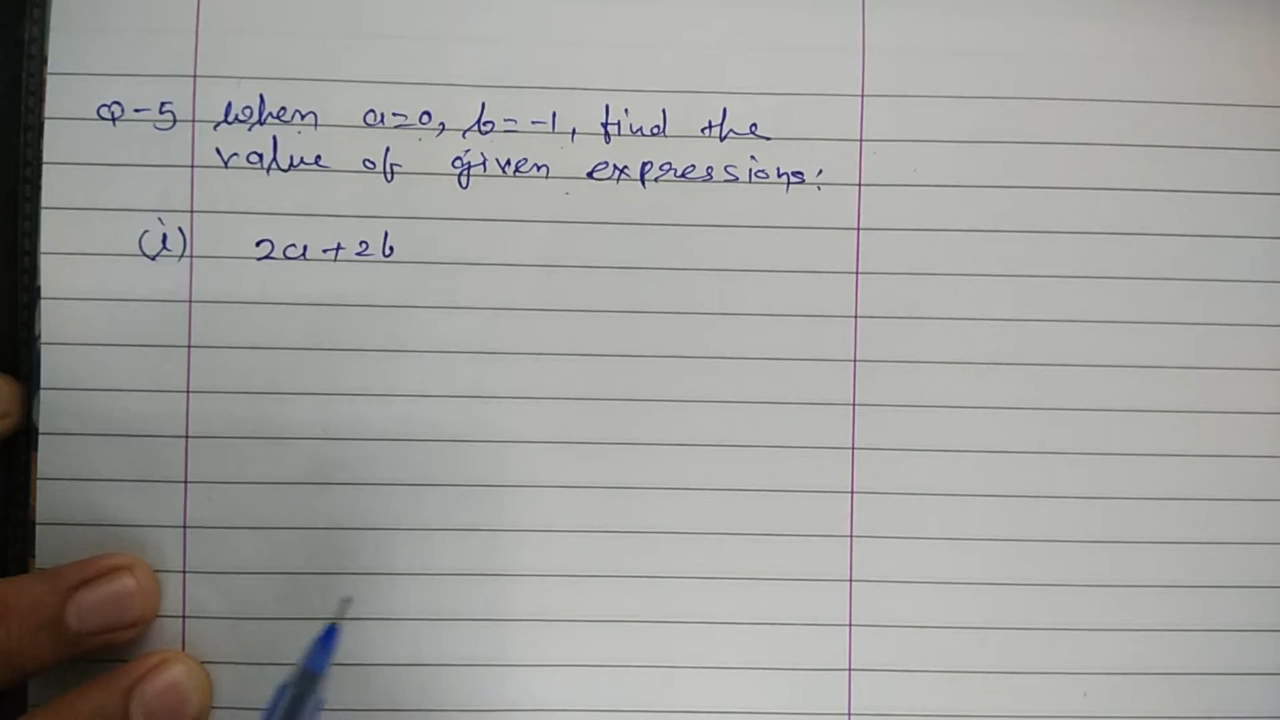 Q-5 when a=0, b=-1, find the
value of given expressions:
(i) 2a+2b